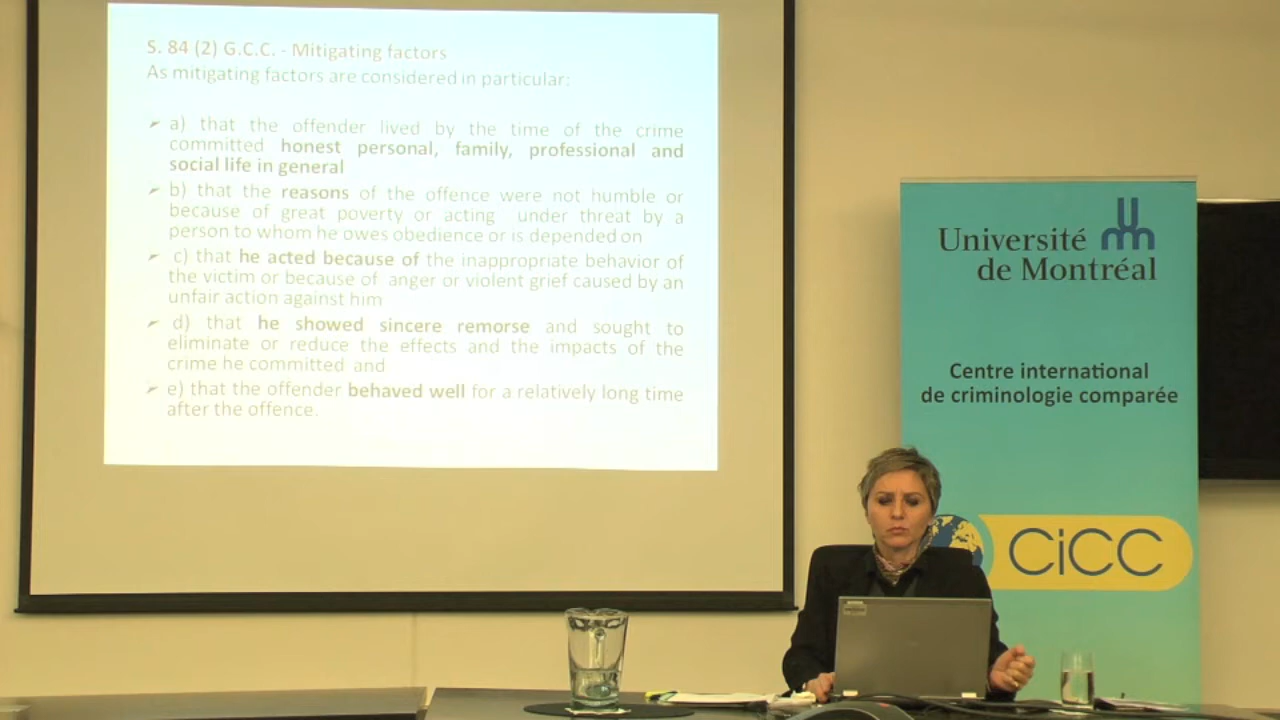 S. 84 (2) G.C.C. - Mitigating factors
As mitigating factors are considered in particular:
a) that the offender lived by the time of the crime
committed honest personal, family, professional and
social life in general
b) that the reasons of the offence were not humble or
because of great poverty or acting under threat by a
person to whom he owes obedience or is depended on
c) that he acted because of the inappropriate behavior of
the victim or because of anger or violent grief caused by an
unfair action against him
d) that he showed sincere remorse and sought to
eliminate or reduce the effects and the impacts of the
crime he committed and
e) that the offender behaved well for a relatively long time
after the offence.
Université
de Montréal
Centre international
de criminologie comparée
CiCC